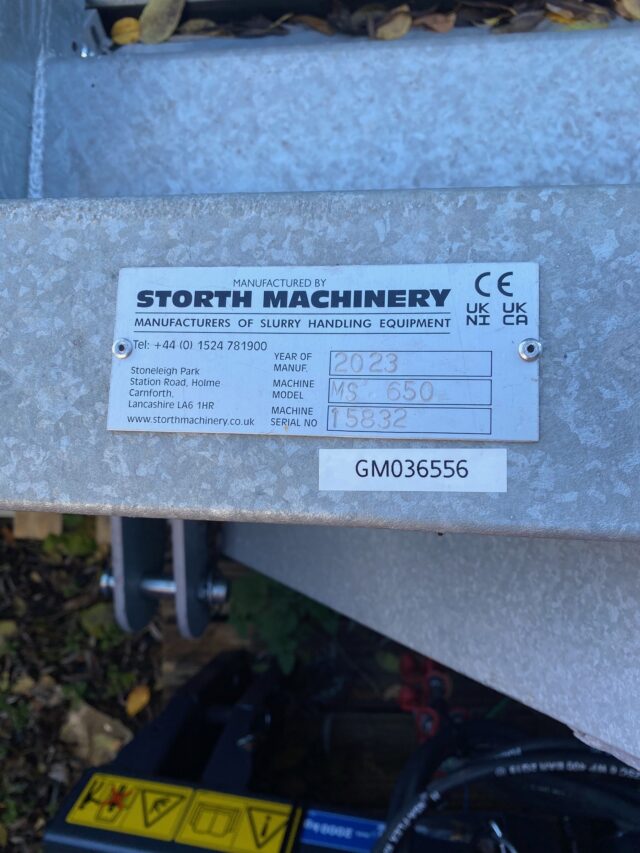 MANUFACTURED BY
STORTH MACHINERY
MANUFACTURERS OF SLURRY HANDLING EQUIPMENT
CE
UK NI UK CA
Tel: +44 (0) 1524 781900
Stoneleigh Park
Station Road, Holme
Carnforth,
Lancashire LA6 1HR
www.storthmachinery.co.uk
YEAR OF MANUF. 2023
MACHINE MODEL MS 650
MACHINE SERIAL NO 15832
GM036556